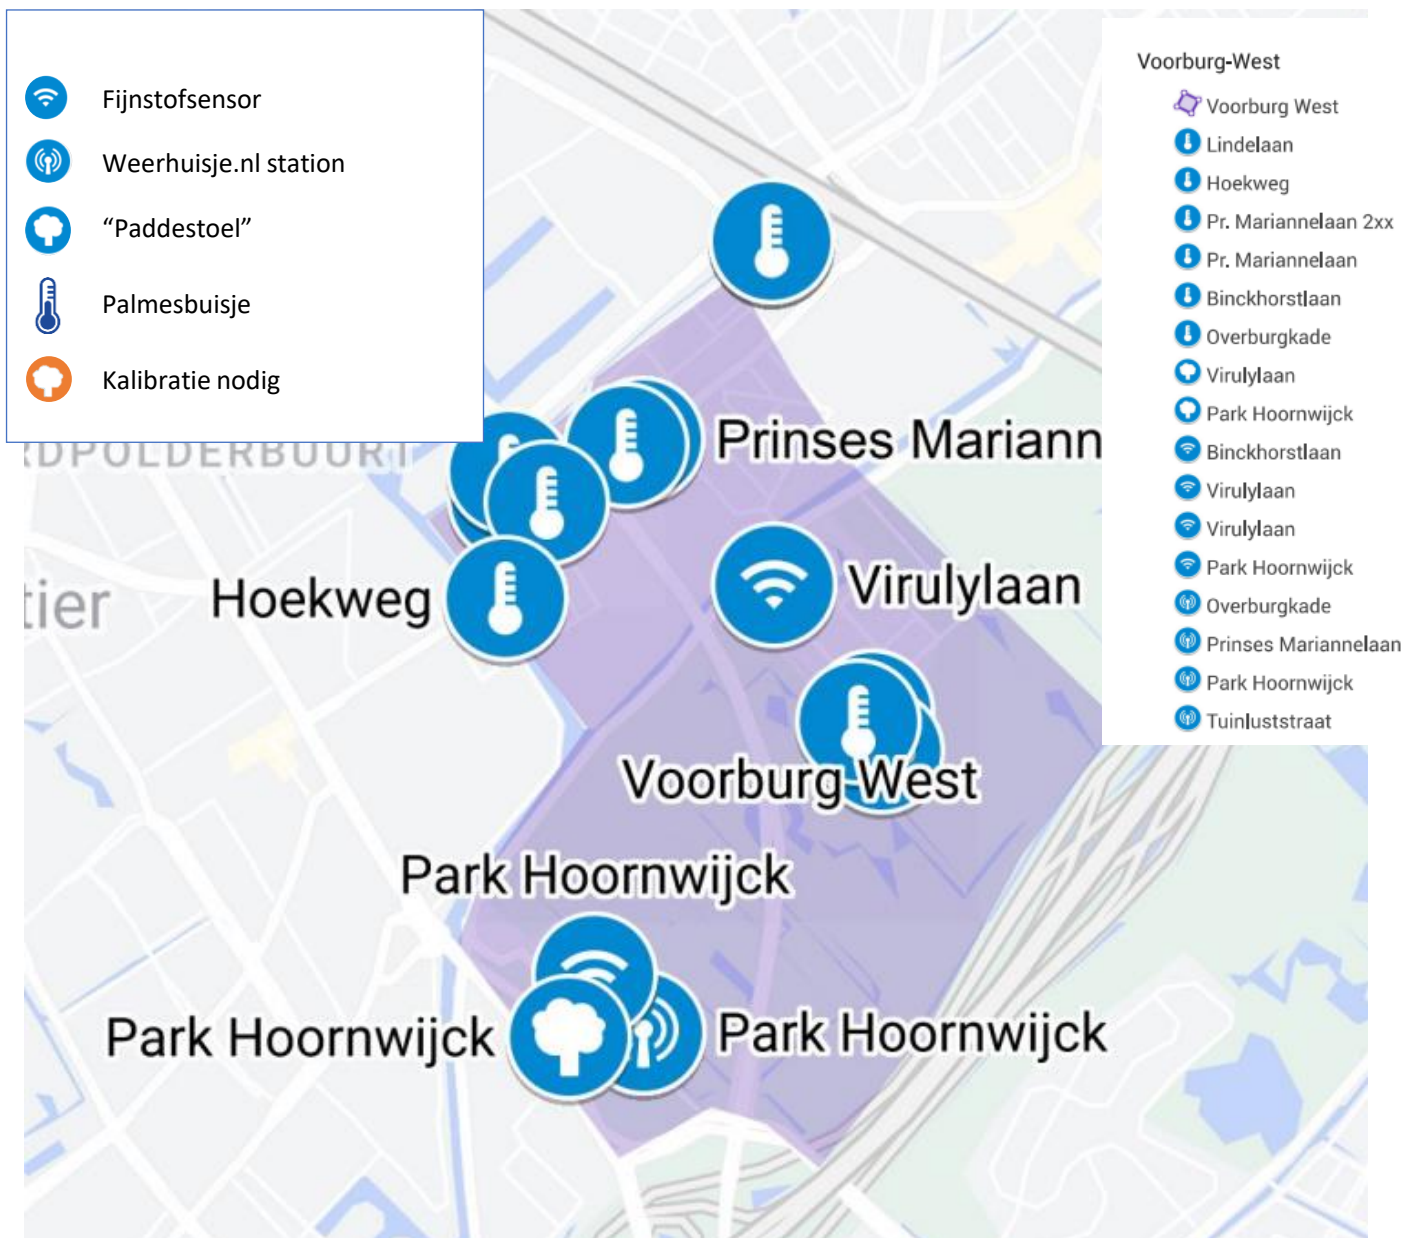 Fijnstofsensor
Weerhuisje.nl station
“Paddestoel”
Palmesbuisje
Kalibratie nodig
Voorburg-West
Voorburg West
Lindelaan
Hoekweg
Pr. Mariannelaan 2xx
Pr. Mariannelaan
Binckhorstlaan
Overburgkade
Virulylaan
Park Hoornwijck
Binckhorstlaan
Virulylaan
Virulylaan
Park Hoornwijck
Overburgkade
Prinses Mariannelaan
Park Hoornwijck
Tuinluststraat
RDPOLDERBUURT
Prinses Mariann
tier
Hoekweg
Virulylaan
Voorburg West
Park Hoornwijck
Park Hoornwijck
Park Hoornwijck